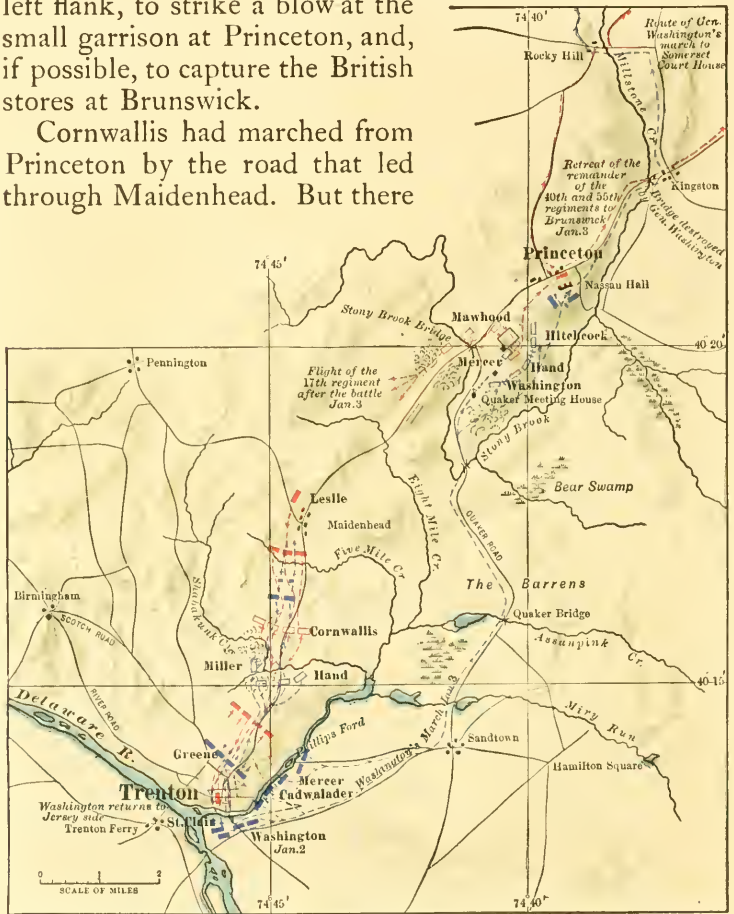 left flank, to strike a blow at the
small garrison at Princeton, and,
if possible, to capture the British
stores at Brunswick.
Cornwallis had marched from
Princeton by the road that led
through Maidenhead. But there
74°40'
Route of Gen.
Washington's
march to
Somerset
Court House
Rocky Hill
Millstone Cr.
Retreat of the
remainder
of the
40th and 55th
regiments to
Brunswick
Jan.3
Kingston
Bridge destroyed
by Gen. Washington
Princeton
Nassau Hall
74°45'
Stony Brook Bridge
Mawhood
Hitchcock
40°20'
Mercer
Hand
Washington
Quaker Meeting House
Flight of the
17th regiment
after the battle
Jan.3
Pennington
Stony Brook
Bear Swamp
Leslie
Maidenhead
Eight Mile Cr.
QUAKER ROAD
Five Mile Cr.
The Barrens
Birmingham
SCOTCH ROAD
Shabakunk Cr.
Quaker Bridge
Assunpink
Cr.
Cornwallis
Miller
Hand
40°15'
Delaware R.
RIVER ROAD
Miry Run
Phillips Ford
Washington's March Jan.3
Sandtown
Hamilton Square
Greene
Trenton
Mercer
Cadwalader
Washington returns to
Jersey side
Trenton Ferry
St.Clair
Washington
Jan.2
0 2
SCALE OF MILES
74°45'
74°40'